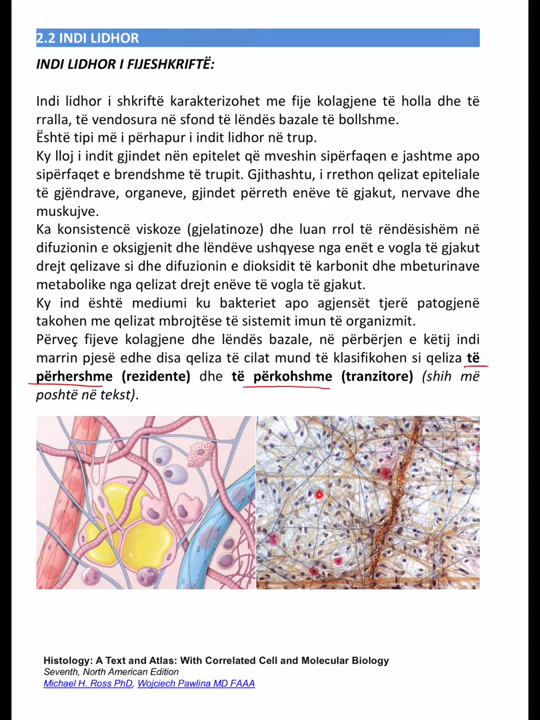 2.2 INDI LIDHOR
INDI LIDHOR I FIJESHKRIFTË:
Indi lidhor i shkriftë karakterizohet me fije kolagjene të holla dhe të
rralla, të vendosura në sfond të lëndës bazale të bollshme.
Është tipi më i përhapur i indit lidhor në trup.
Ky lloj i indit gjindet nën epitelet që mveshin sipërfaqen e jashtme apo
sipërfaqet e brendshme të trupit. Gjithashtu, i rrethon qelizat epiteliale
të gjëndrave, organeve, gjindet përreth enëve të gjakut, nervave dhe
muskujve.
Ka konsistencë viskoze (gjelatinoze) dhe luan rrol të rëndësishëm në
difuzionin e oksigjenit dhe lëndëve ushqyese nga enët e vogla të gjakut
drejt qelizave si dhe difuzionin e dioksidit të karbonit dhe mbeturinave
metabolike nga qelizat drejt enëve të vogla të gjakut.
Ky ind është mediumi ku bakteriet apo agjensët tjerë patogjenë
takohen me qelizat mbrojtëse të sistemit imun të organizmit.
Përveç fijeve kolagjene dhe lëndës bazale, në përbërjen e këtij indi
marrin pjesë edhe disa qeliza të cilat mund të klasifikohen si qeliza të
përhershme (rezidente) dhe të përkohshme (tranzitore) (shih më
poshtë në tekst).
Histology: A Text and Atlas: With Correlated Cell and Molecular Biology
Seventh, North American Edition
Michael H. Ross PhD, Wojciech Pawlina MD FAAA